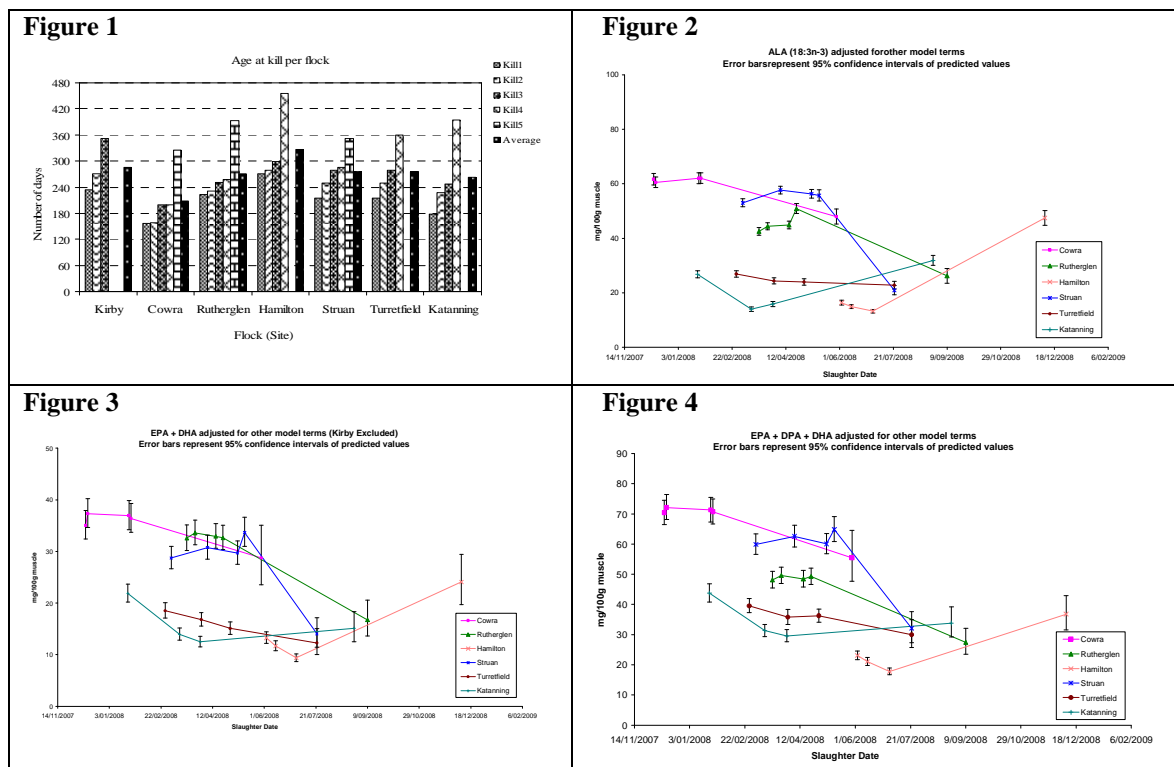 Figure 1
Age at kill per flock
Number of days
480
420
360
300
240
180
120
60
0
Kirby Cowra Rutherglen Hamilton Struan Turretfield Katanning
Flock (Site)
Kill1
Kill2
Kill3
Kill4
Kill5
Average
Figure 2
ALA (18:3n-3) adjusted forother model terms
Error barsrepresent 95% confidence intervals of predicted values
mg/100g muscle
100
80
60
40
20
0
14/11/2007 3/01/2008 22/02/2008 12/04/2008 1/06/2008 21/07/2008 9/09/2008 29/10/2008 18/12/2008 6/02/2009
Slaughter Date
Cowra
Rutherglen
Hamilton
Struan
Turretfield
Katanning
Figure 3
EPA + DHA adjusted for other model terms (Kirby Excluded)
Error bars represent 95% confidence intervals of predicted values
mg/100g muscle
50
40
30
20
10
0
14/11/2007 3/01/2008 22/02/2008 12/04/2008 1/06/2008 21/07/2008 9/09/2008 29/10/2008 18/12/2008 6/02/2009
Slaughter Date
Cowra
Rutherglen
Hamilton
Struan
Turretfield
Katanning
Figure 4
EPA + DPA + DHA adjusted for other model terms
Error bars represent 95% confidence intervals of predicted values
mg/100g muscle
90
80
70
60
50
40
30
20
10
0
14/11/2007 3/01/2008 22/02/2008 12/04/2008 1/06/2008 21/07/2008 9/09/2008 29/10/2008 18/12/2008 6/02/2009
Slaughter Date
Cowra
Rutherglen
Hamilton
Struan
Turretfield
Katanning